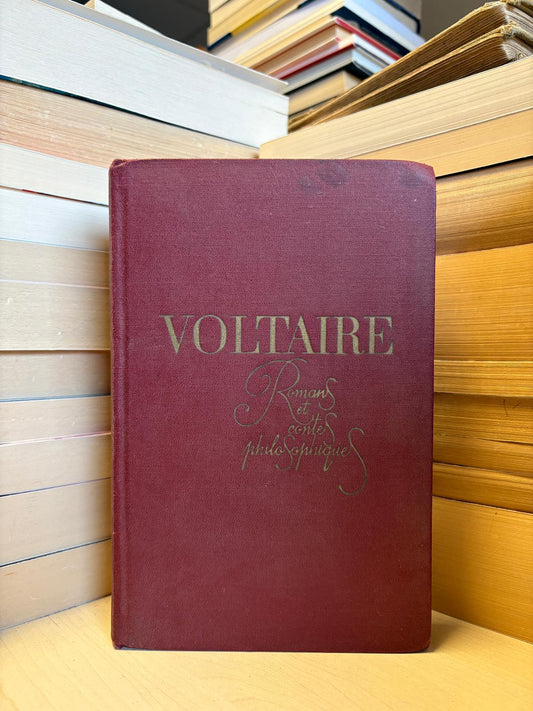 VOLTAIRE
Romans
et
contes
philosophiques